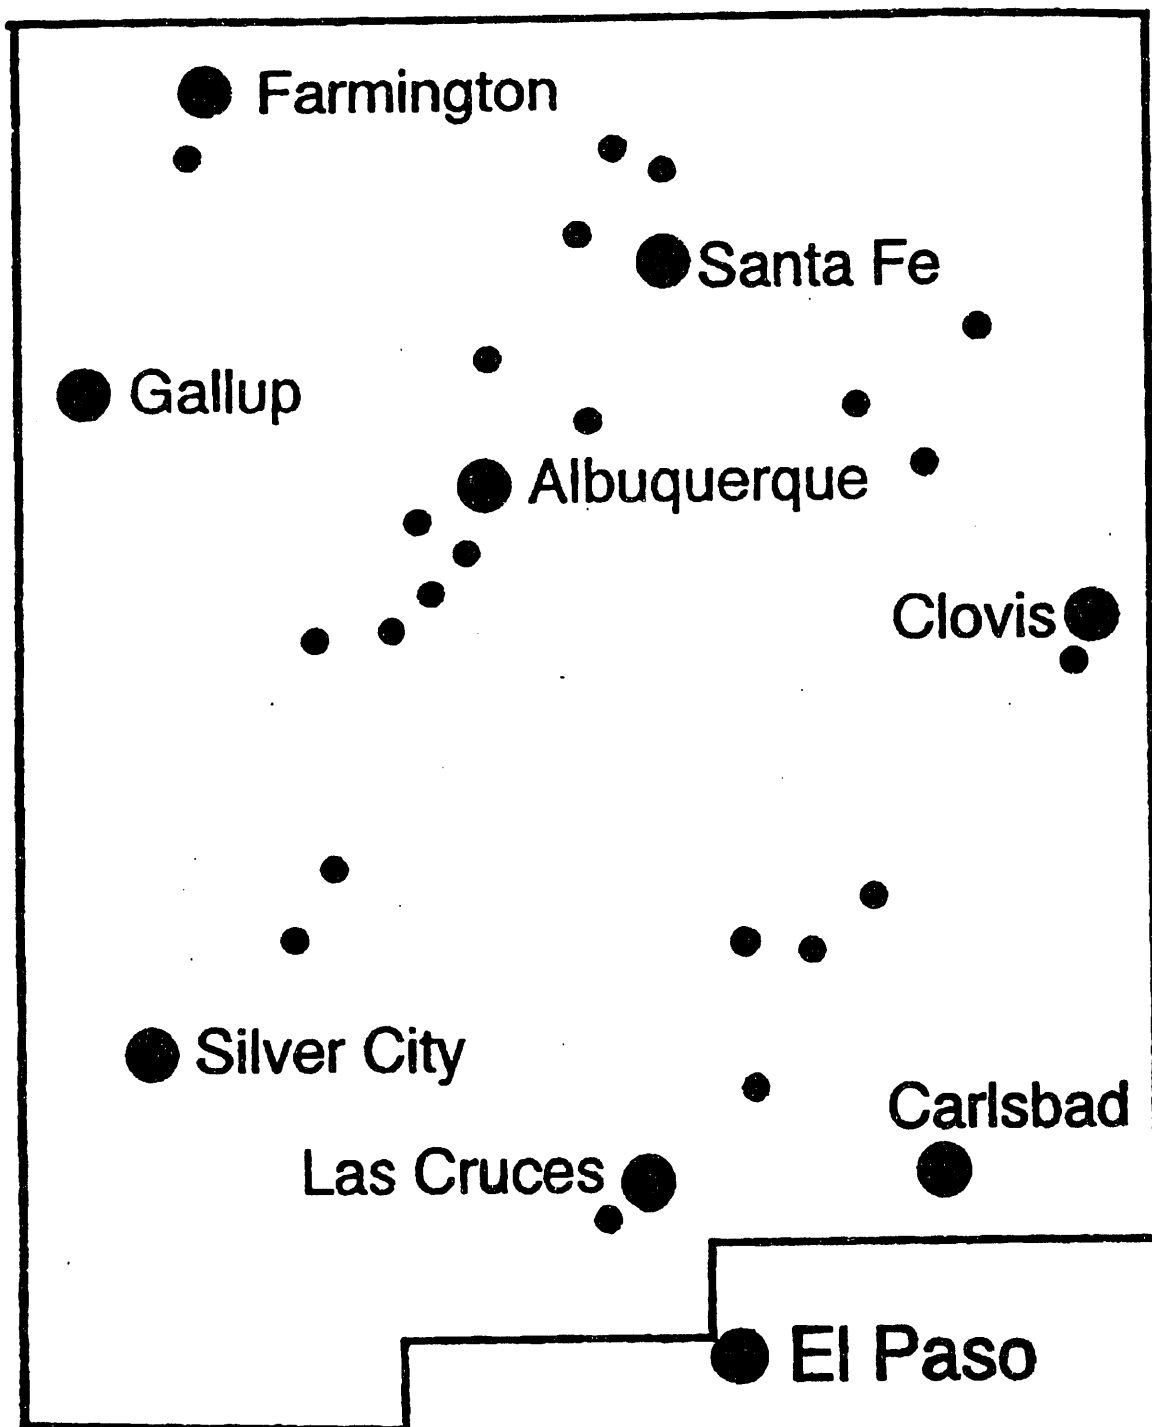 Farmington
Santa Fe
Gallup
Albuquerque
Clovis
Silver City
Carlsbad
Las Cruces
El Paso